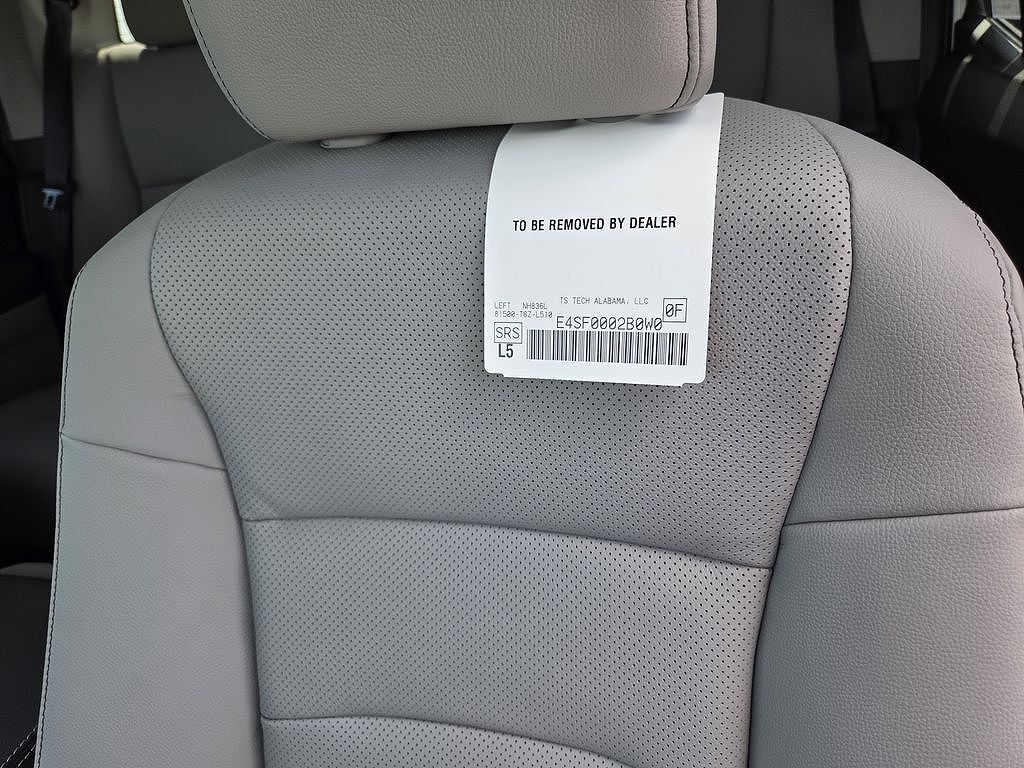 TO BE REMOVED BY DEALER
LEFT NH836L TS TECH ALABAMA, LLC
81500-T6Z-L510 E4SF0002B0W0 0F
SRS
L5